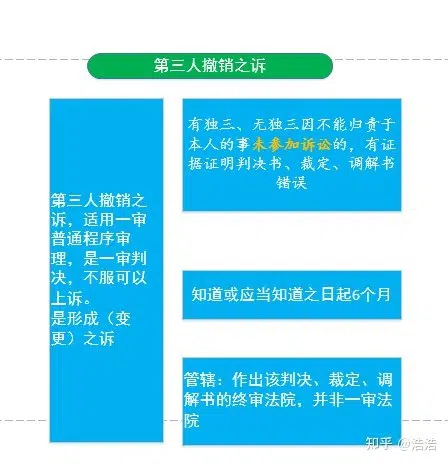 第三人撤销之诉
第三人撤销之
诉，适用一审
普通程序审
理，是一审判
决，不服可以
上诉。
是形成（变
更）之诉
有独三、无独三因不能归责于
本人的事未参加诉讼的，有证
据证明判决书、裁定、调解书
错误
知道或应当知道之日起6个月
管辖：作出该判决、裁定、调
解书的终审法院，并非一审法
院
知乎 @浩浩